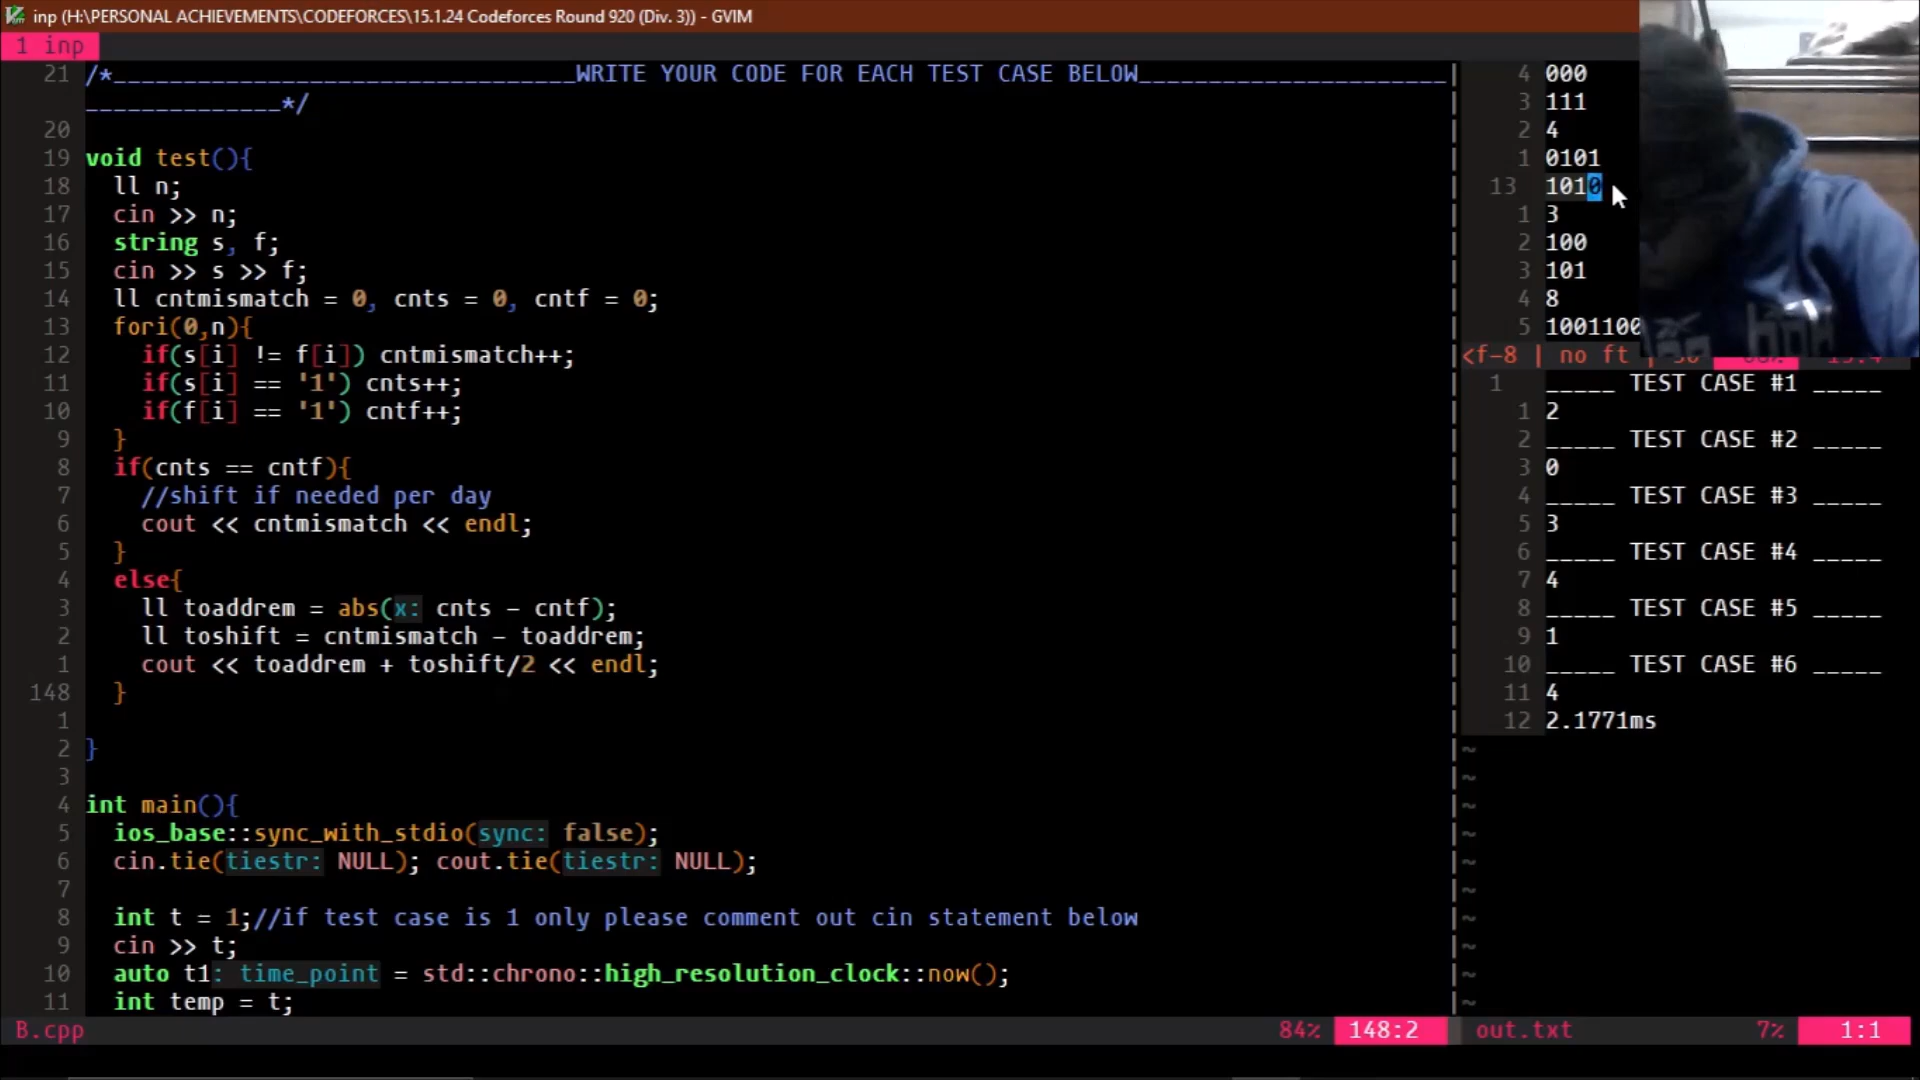 inp (H:\PERSONAL ACHIEVEMENTS\CODEFORCES\15.1.24 Codeforces Round 920 (Div. 3)) - GVIM
1 inp
21 /*_________________________________WRITE YOUR CODE FOR EACH TEST CASE BELOW______________________
______________*/
20
19 void test(){
18 ll n;
17 cin >> n;
16 string s, f;
15 cin >> s >> f;
14 ll cntmismatch = 0, cnts = 0, cntf = 0;
13 fori(0,n){
12 if(s[i] != f[i]) cntmismatch++;
11 if(s[i] == '1') cnts++;
10 if(f[i] == '1') cntf++;
9 }
8 if(cnts == cntf){
7 //shift if needed per day
6 cout << cntmismatch << endl;
5 }
4 else{
3 ll toaddrem = abs(x: cnts - cntf);
2 ll toshift = cntmismatch - toaddrem;
1 cout << toaddrem + toshift/2 << endl;
148 }
1
2 }
3
4 int main(){
5 ios_base::sync_with_stdio(sync: false);
6 cin.tie(tiestr: NULL); cout.tie(tiestr: NULL);
7
8 int t = 1;//if test case is 1 only please comment out cin statement below
9 cin >> t;
10 auto t1: time_point = std::chrono::high_resolution_clock::now();
11 int temp = t;
B.cpp 84% 148:2
4 000
3 111
2 4
1 0101
13 1010
1 3
2 100
3 101
4 8
5 1001100
<f-8 | no ft |
1 _____ TEST CASE #1 _____
1 2
2 _____ TEST CASE #2 _____
3 0
4 _____ TEST CASE #3 _____
5 3
6 _____ TEST CASE #4 _____
7 4
8 _____ TEST CASE #5 _____
9 1
10 _____ TEST CASE #6 _____
11 4
12 2.1771ms
~
~
~
~
~
~
~
~
~
~
out.txt 7% 1:1